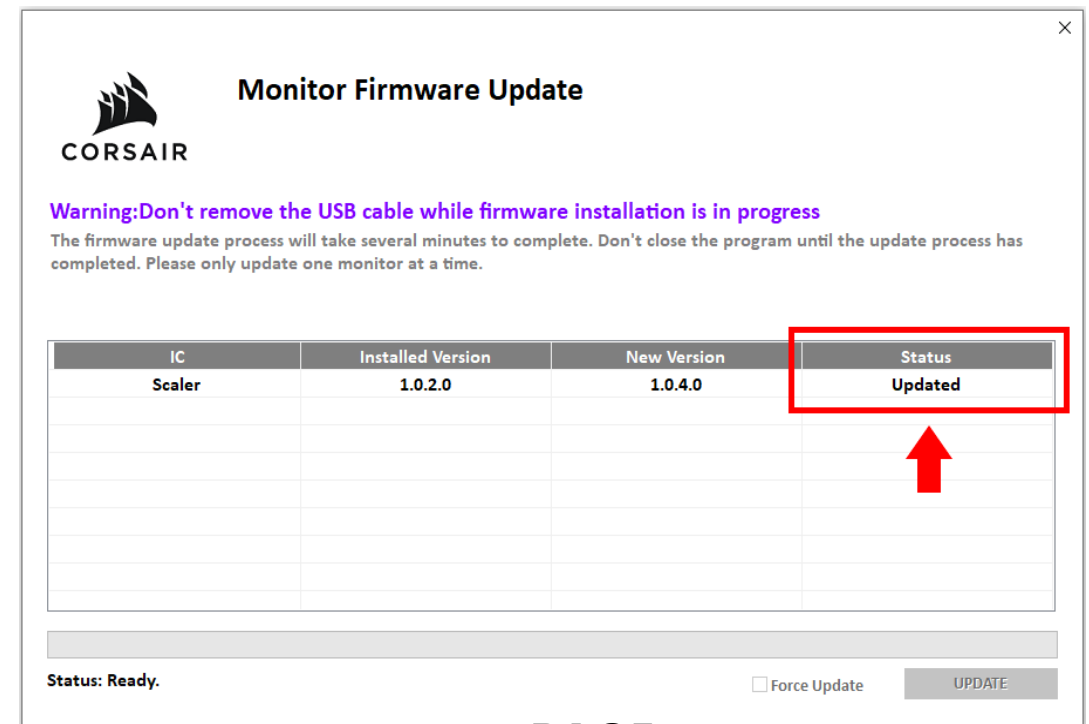 Monitor Firmware Update
CORSAIR
Warning:Don't remove the USB cable while firmware installation is in progress
The firmware update process will take several minutes to complete. Don't close the program until the update process has
completed. Please only update one monitor at a time.
IC Installed Version New Version Status
Scaler 1.0.2.0 1.0.4.0 Updated
Status: Ready.
Force Update
UPDATE